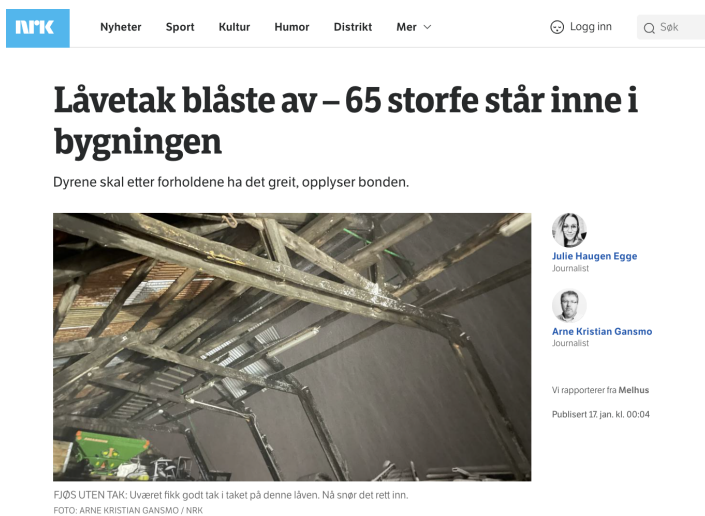 NRK
Nyheter Sport Kultur Humor Distrikt Mer
Logg inn
Søk
Låvetak blåste av – 65 storfe står inne i
bygningen
Dyrene skal etter forholdene ha det greit, opplyser bonden.
Julie Haugen Egge
Journalist
Arne Kristian Gansmo
Journalist
Vi rapporterer fra Melhus
Publisert 17. jan. kl. 00:04
FJØS UTEN TAK: Uværet fikk godt tak i taket på denne låven. Nå snør det rett inn.
FOTO: ARNE KRISTIAN GANSMO / NRK